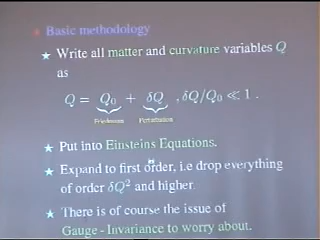 ★ Basic methodology
★ Write all matter and curvature variables Q
as
Q = Q₀ + δQ , δQ/Q₀ ≪ 1 .
Friedmann Perturbation
★ Put into Einsteins Equations.
★ Expand to first order, i.e drop everything
of order δQ² and higher.
★ There is of course the issue of
Gauge - Invariance to worry about.